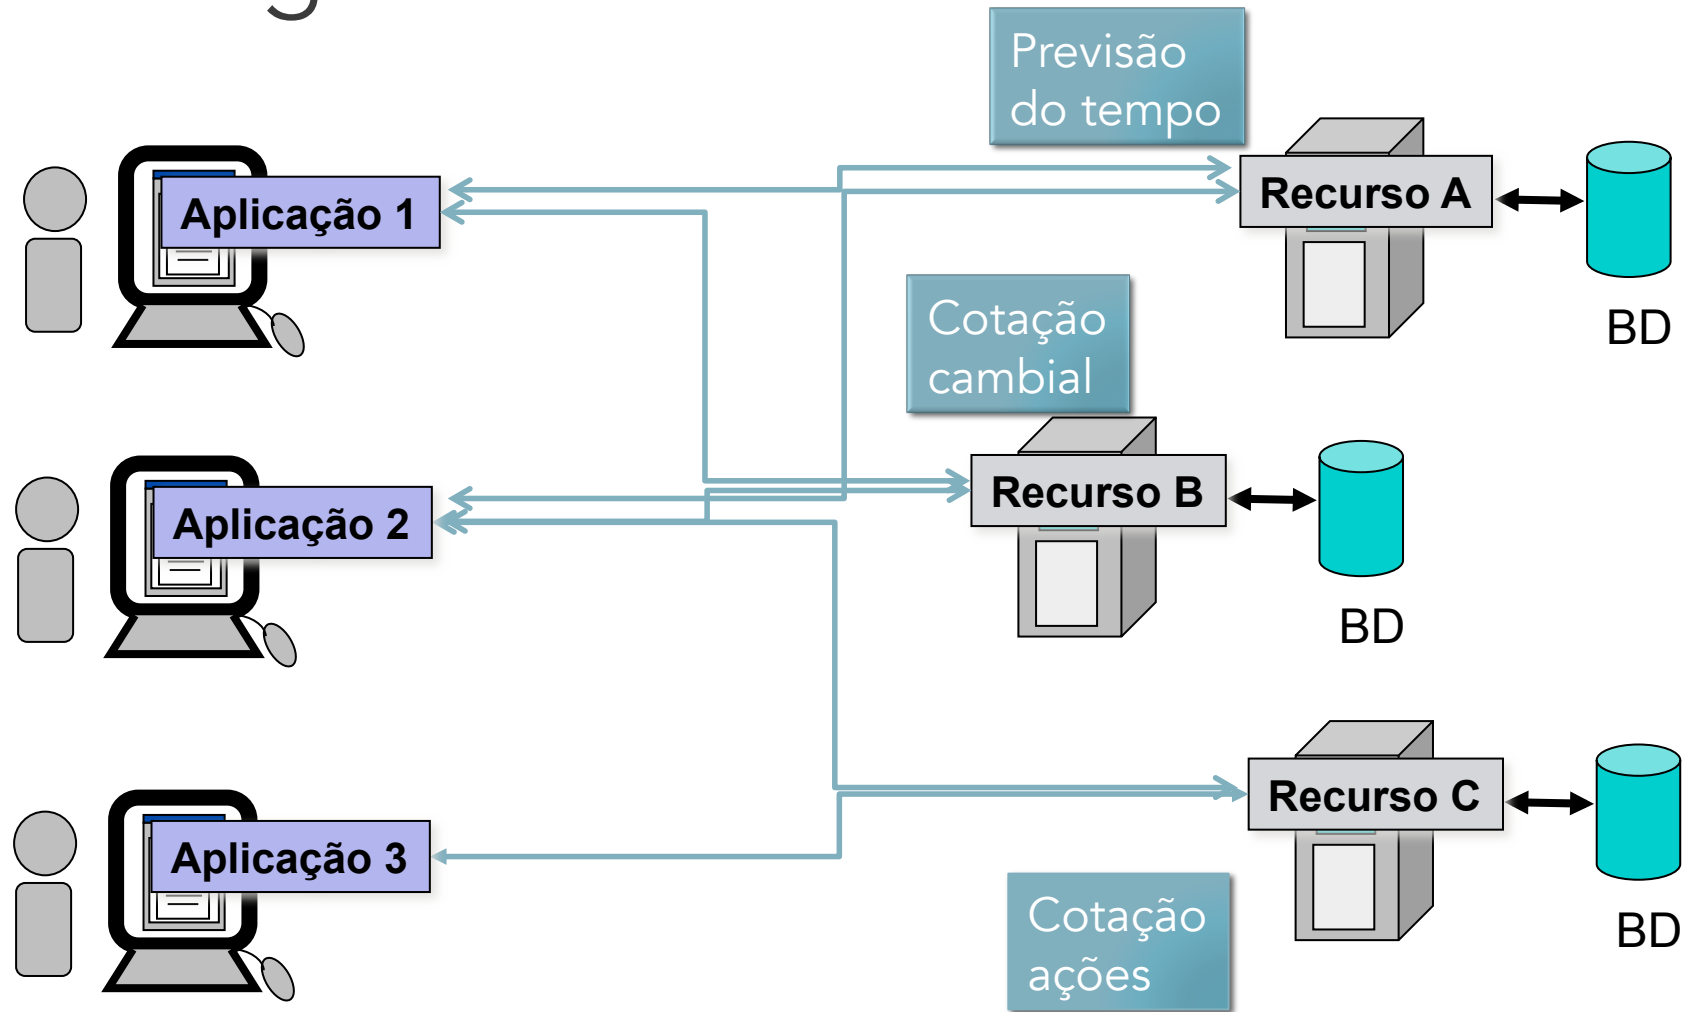 Previsão
do tempo
Aplicação 1
Recurso A
BD
Cotação
cambial
Aplicação 2
Recurso B
BD
Aplicação 3
Recurso C
BD
Cotação
ações